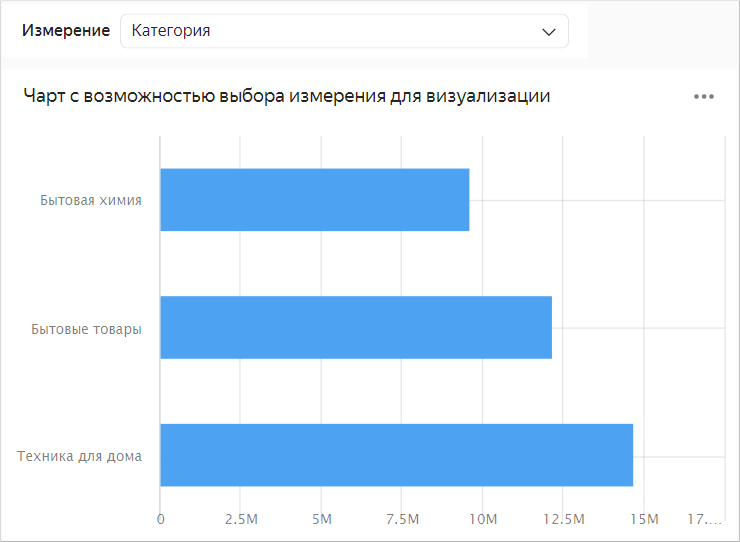 Измерение Категория
Чарт с возможностью выбора измерения для визуализации
Бытовая химия
Бытовые товары
Техника для дома
0 2.5M 5M 7.5M 10M 12.5M 15M 17....